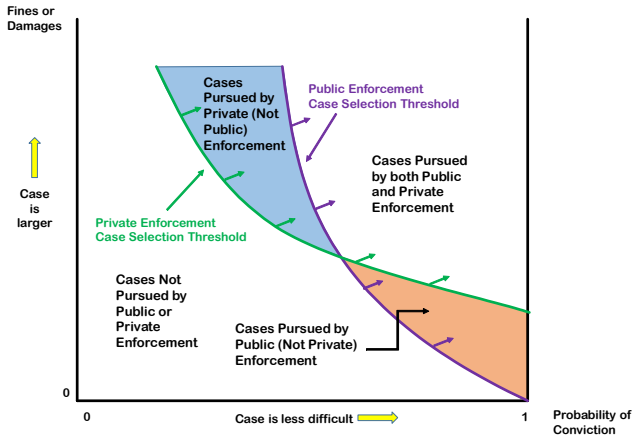 Fines or
Damages
Cases
Pursued by
Private (Not
Public)
Enforcement
Public Enforcement
Case Selection Threshold
Cases Pursued
by both Public
and Private
Enforcement
Case
is
larger
Private Enforcement
Case Selection Threshold
Cases Not
Pursued by
Public or
Private
Enforcement
Cases Pursued by
Public (Not Private)
Enforcement
0
0
Case is less difficult
1
Probability of
Conviction